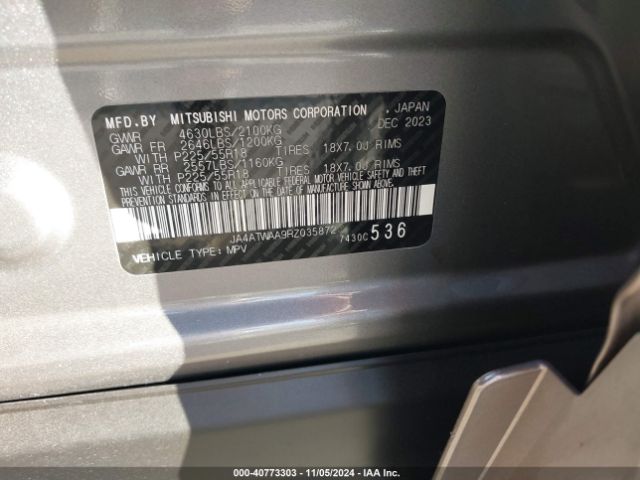 MFD.BY MITSUBISHI MOTORS CORPORATION , JAPAN
GVWR 4630LBS/2100KG DEC 2023
GAWR FR 2646LBS/1200KG
WITH P225/55R18 TIRES 18X7.0J RIMS
GAWR RR 2557LBS/1160KG
WITH P225/55R18 TIRES 18X7.0J RIMS
THIS VEHICLE CONFORMS TO ALL APPLICABLE FEDERAL MOTOR VEHICLE SAFETY AND THEFT
PREVENTION STANDARDS IN EFFECT ON THE DATE OF MANUFACTURE SHOWN ABOVE.
JA4ATWAA9RZ035872 7430C 536
VEHICLE TYPE: MPV
00-40773303 - 11/05/2024 - IAA Inc.